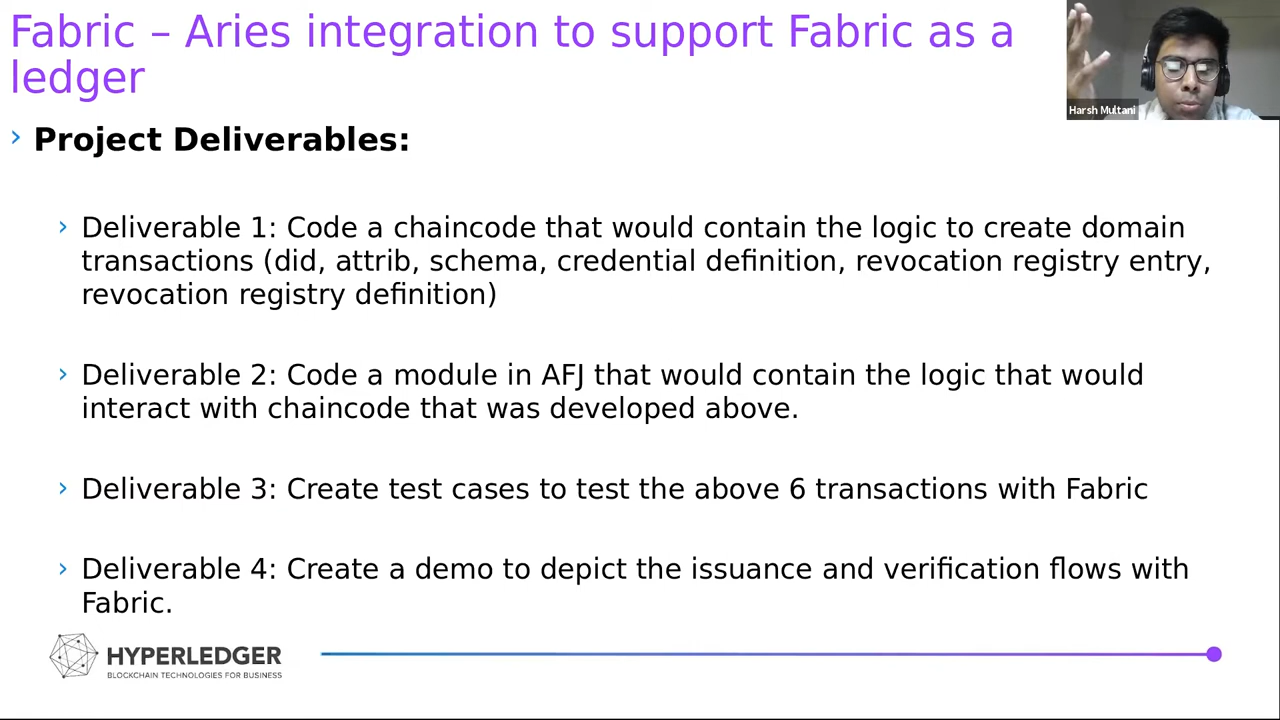 Fabric – Aries integration to support Fabric as a
ledger
Harsh Multani
Project Deliverables:
Deliverable 1: Code a chaincode that would contain the logic to create domain
transactions (did, attrib, schema, credential definition, revocation registry entry,
revocation registry definition)
Deliverable 2: Code a module in AFJ that would contain the logic that would
interact with chaincode that was developed above.
Deliverable 3: Create test cases to test the above 6 transactions with Fabric
Deliverable 4: Create a demo to depict the issuance and verification flows with
Fabric.
HYPERLEDGER
BLOCKCHAIN TECHNOLOGIES FOR BUSINESS